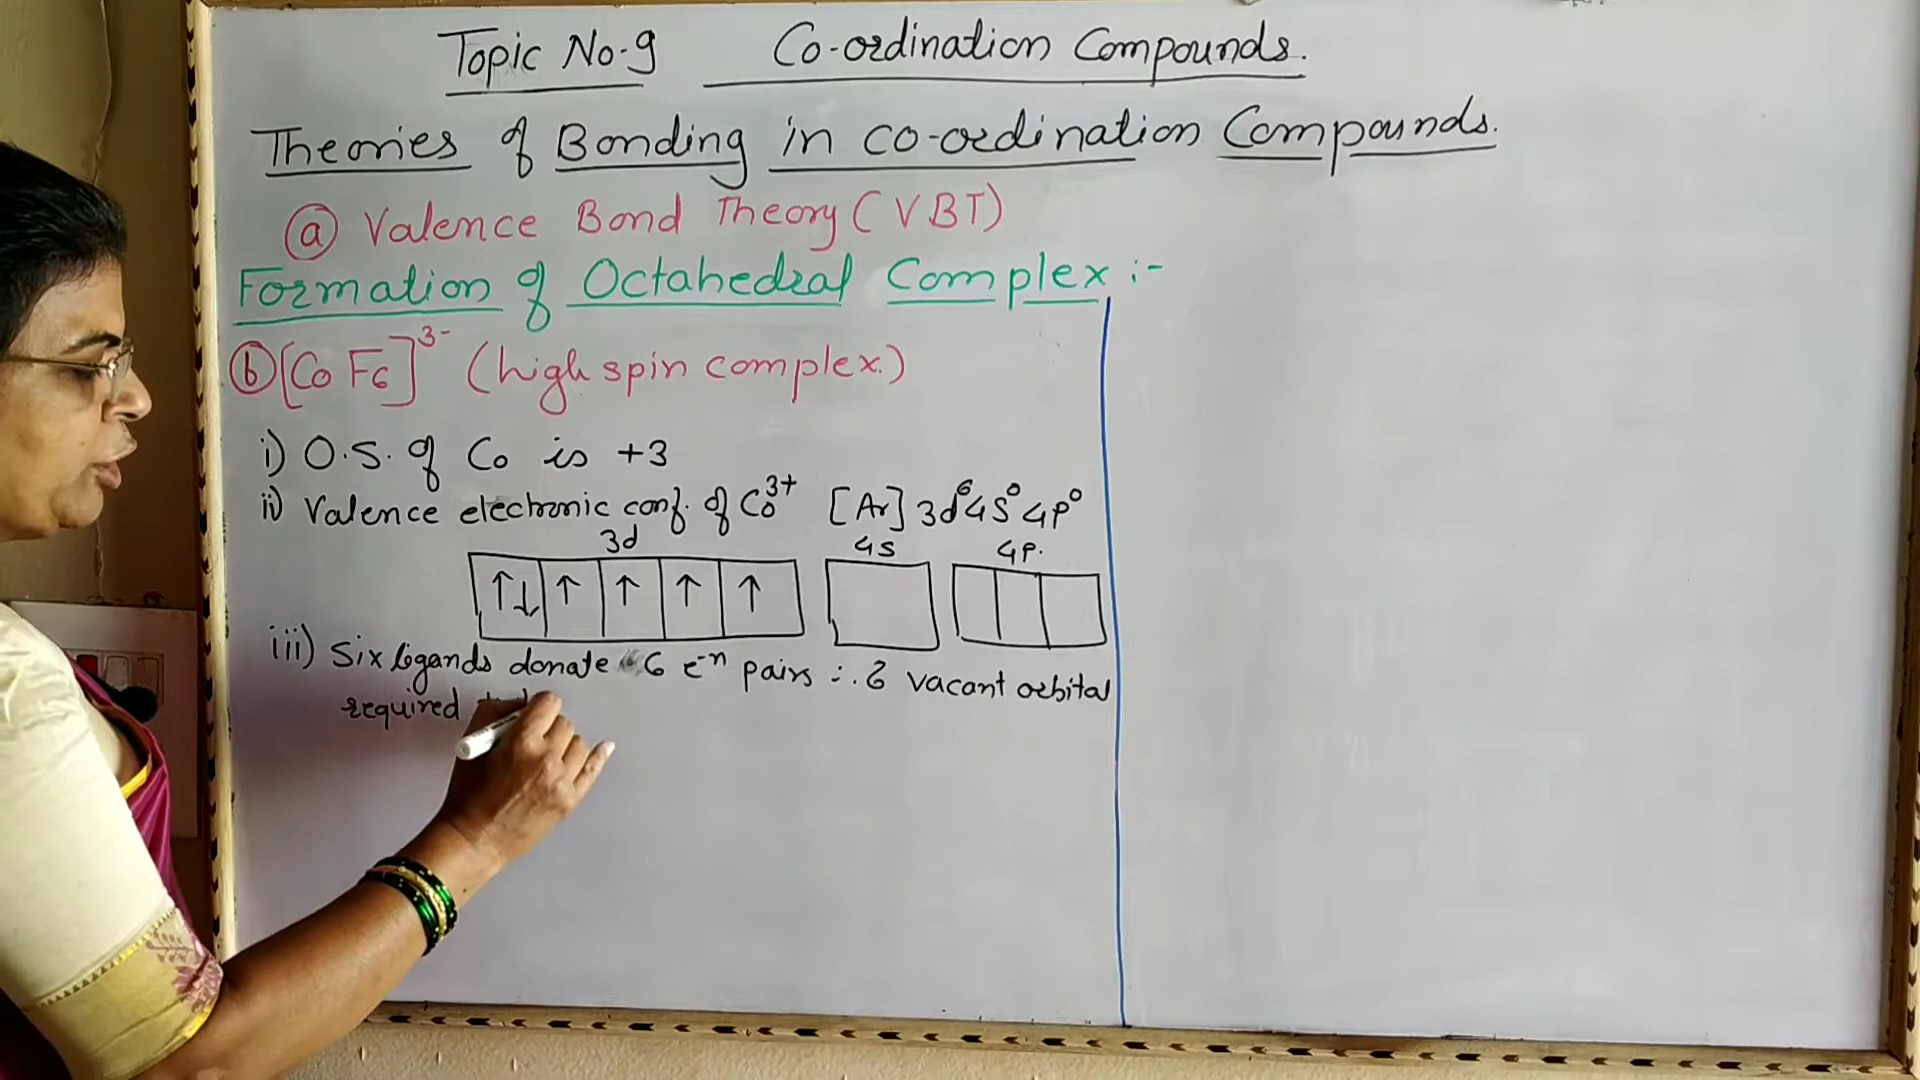 Topic No-9 Co-ordination Compounds.
Theories of Bonding in co-ordination Compounds.
(a) Valence Bond Theory (VBT)
Formation of Octahedral Complex :-
(b) [CoF6]³⁻ (high spin complex.)
i) O.S. of Co is +3
ii) Valence electronic conf. of Co³⁺ [Ar] 3d⁶ 4s⁰ 4p⁰
3d 4s 4p.
↑↓ ↑ ↑ ↑ ↑
iii) Six ligands donate 6 e⁻ⁿ pairs ∴ 6 vacant orbital
required